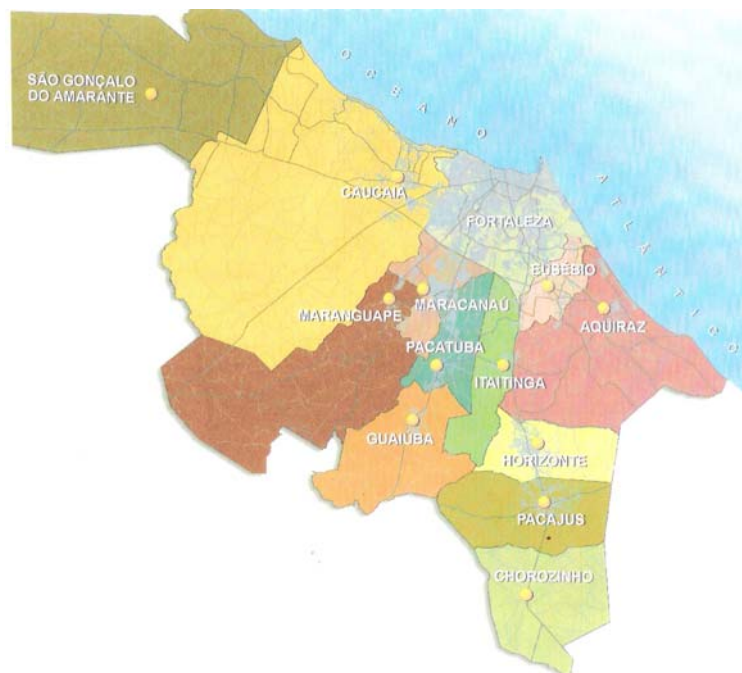 OCEANO ATLÂNTICO
SÃO GONÇALO
DO AMARANTE
CAUCAIA
FORTALEZA
EUSÉBIO
MARACANAÚ
MARANGUAPE
AQUIRAZ
PACATUBA
ITAITINGA
GUAIÚBA
HORIZONTE
PACAJUS
CHOROZINHO